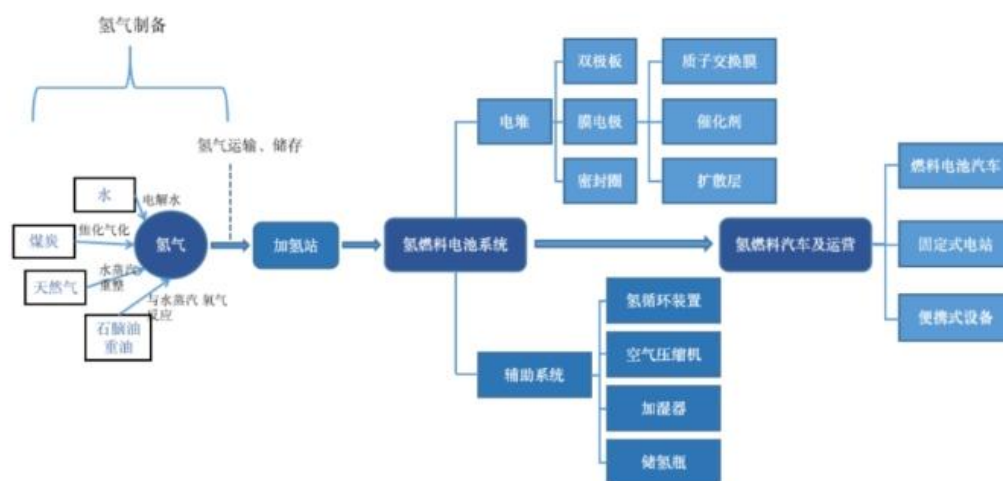 氢气制备
氢气运输、储存
水
电解水
煤炭
焦化气化
氢气
天然气
水蒸汽
重整
石脑油
重油
与水蒸汽 氧气
反应
加氢站
氢燃料电池系统
电堆
双极板
膜电极
密封圈
质子交换膜
催化剂
扩散层
辅助系统
氢循环装置
空气压缩机
加湿器
储氢瓶
氢燃料汽车及运营
燃料电池汽车
固定式电站
便携式设备